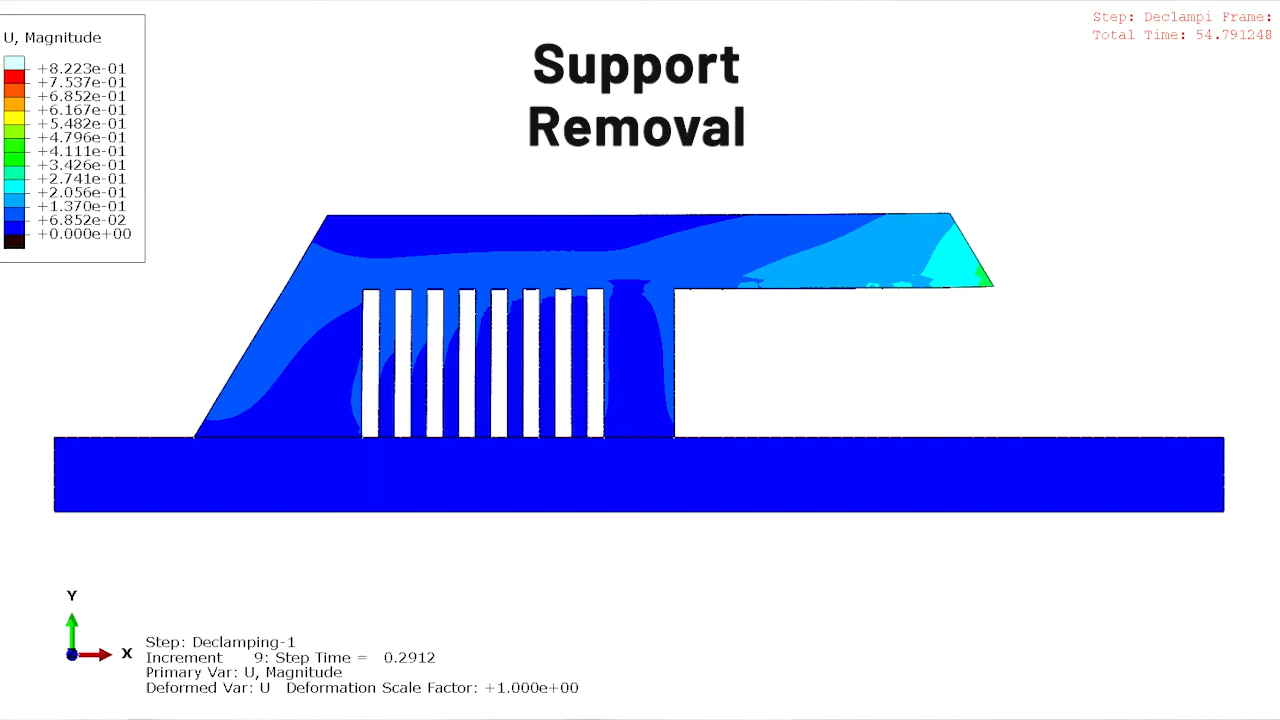 Step: Declampi Frame:
Total Time: 54.791248
U, Magnitude
+8.223e-01
+7.537e-01
+6.852e-01
+6.167e-01
+5.482e-01
+4.796e-01
+4.111e-01
+3.426e-01
+2.741e-01
+2.056e-01
+1.370e-01
+6.852e-02
+0.000e+00
Support
Removal
Y
X
Step: Declamping-1
Increment 9: Step Time = 0.2912
Primary Var: U, Magnitude
Deformed Var: U Deformation Scale Factor: +1.000e+00